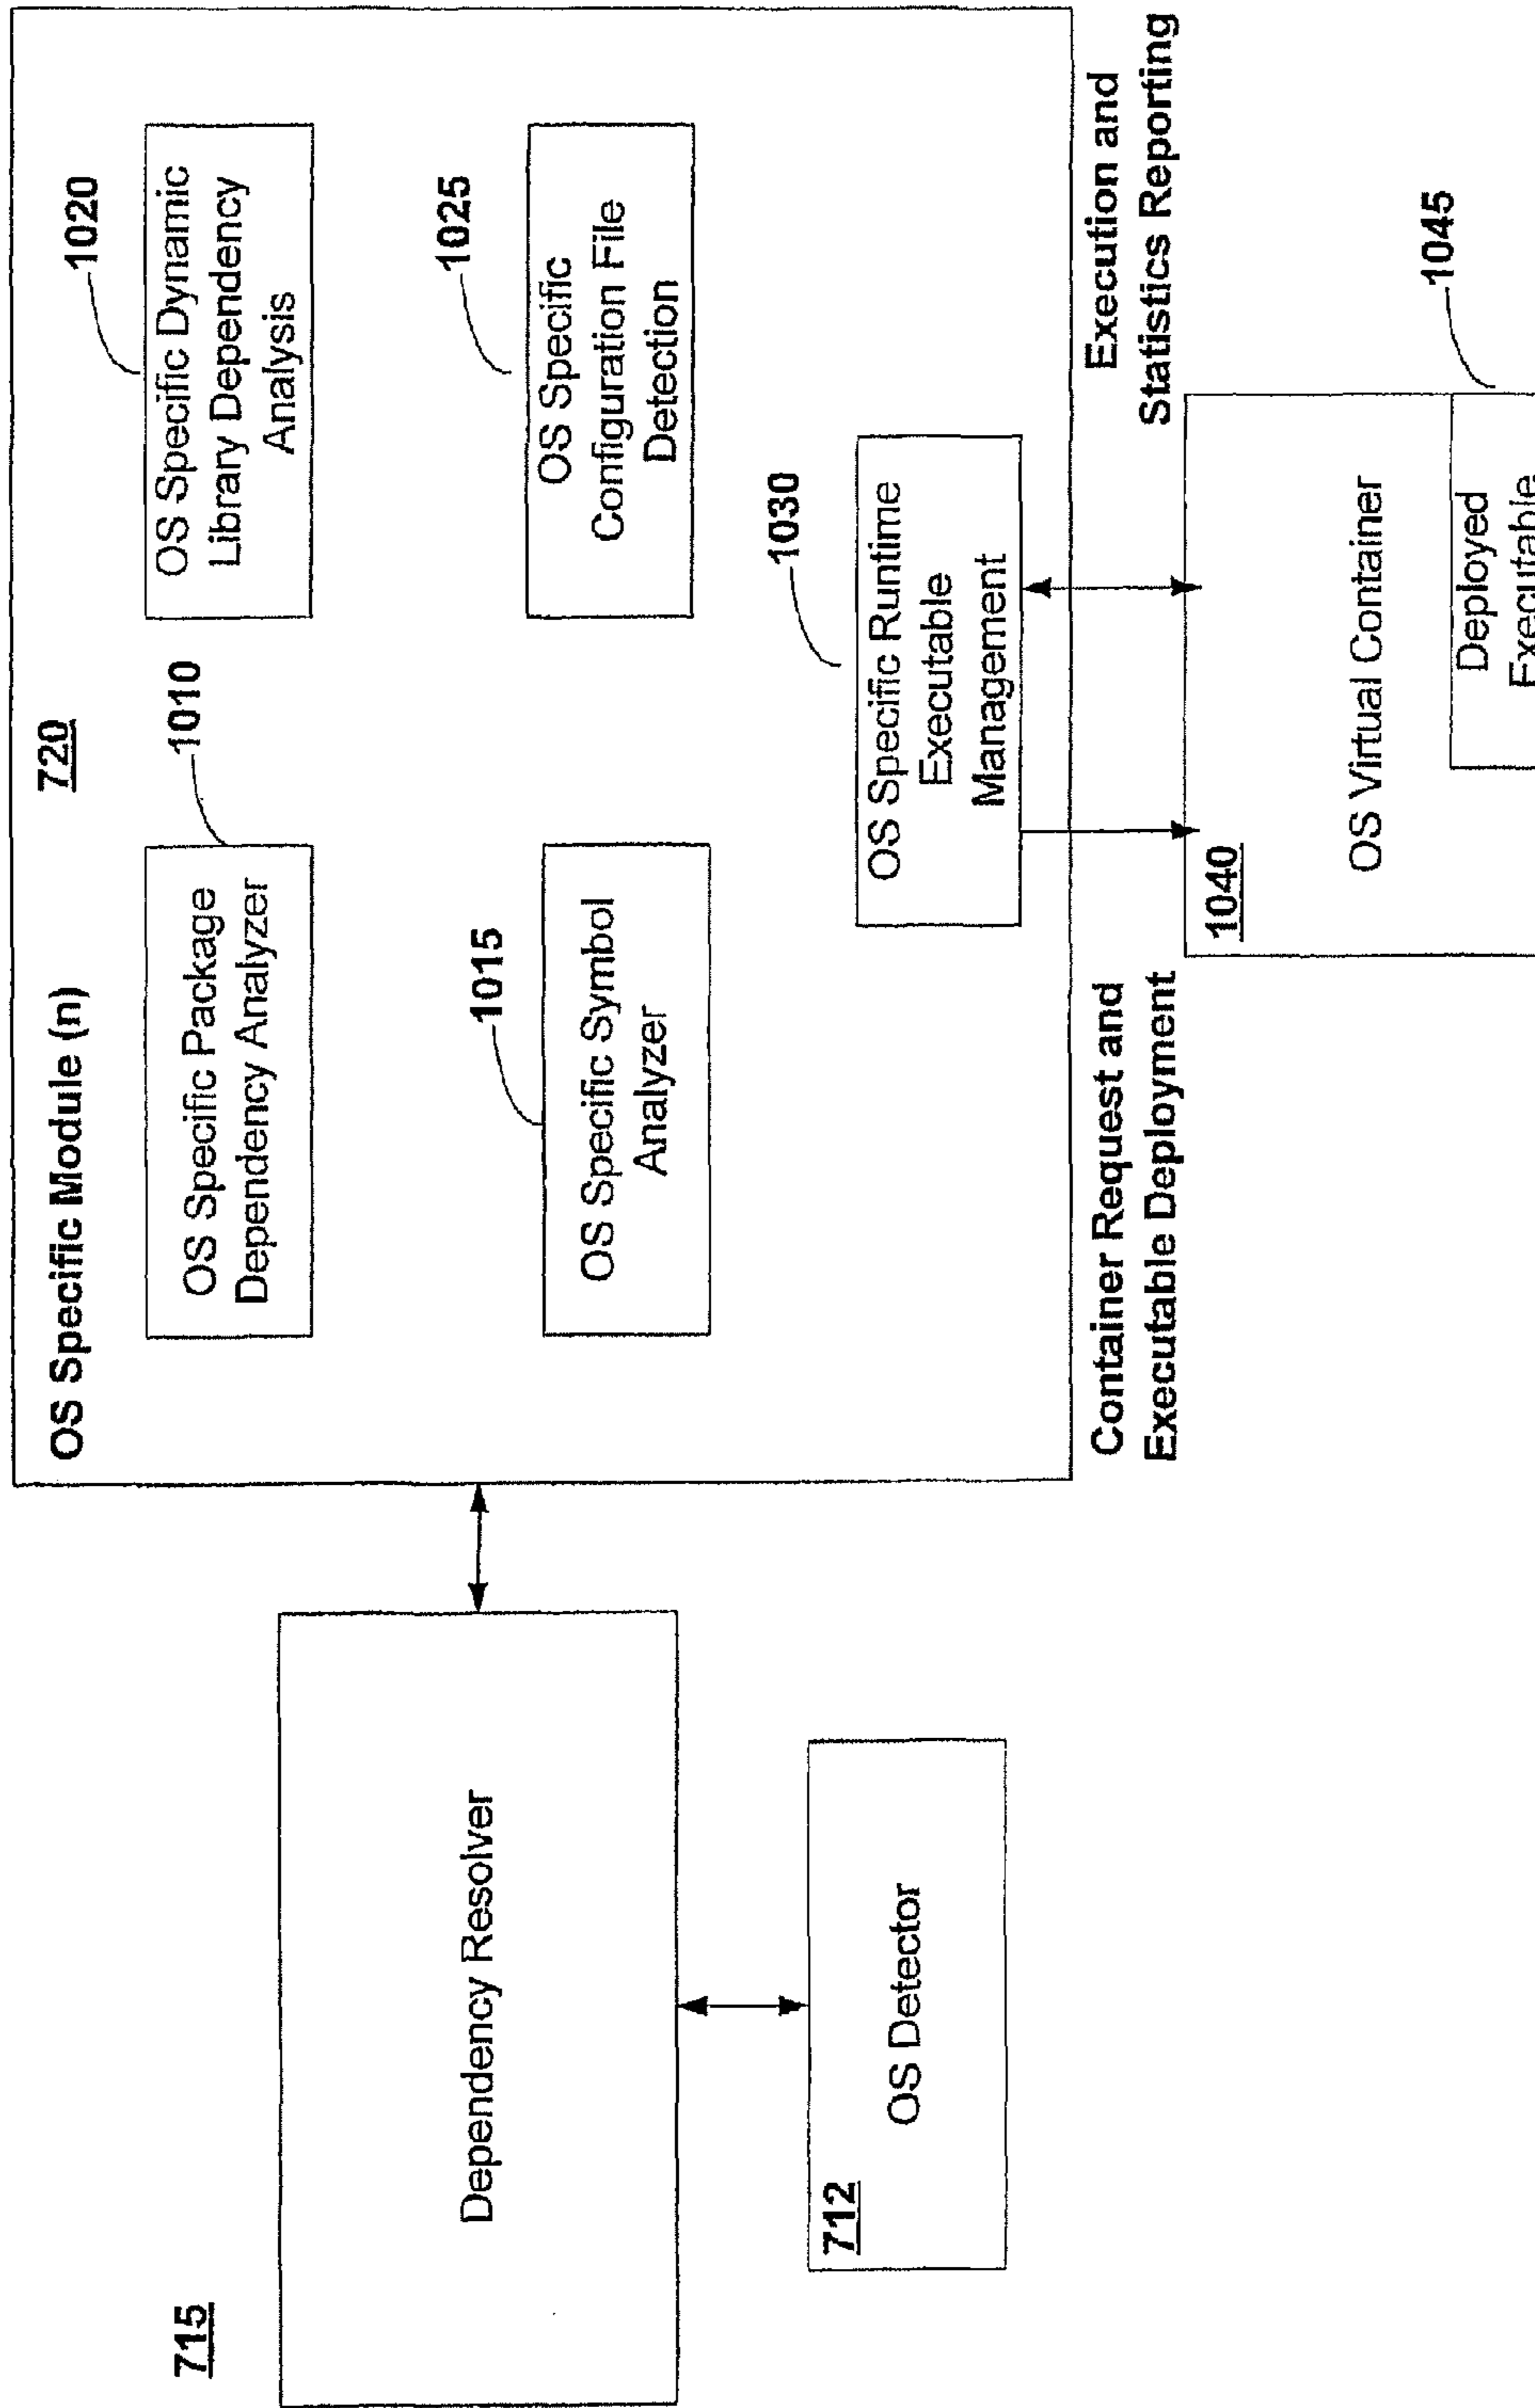 715
Dependency Resolver
712
OS Detector
OS Specific Module (n)
720
OS Specific Package
Dependency Analyzer
1010
OS Specific Symbol
Analyzer
1015
OS Specific Dynamic
Library Dependency
Analysis
1020
OS Specific
Configuration File
Detection
1025
OS Specific Runtime
Executable
Management
1030
Container Request and
Executable Deployment
Execution and
Statistics Reporting
1040
OS Virtual Container
Deployed
Executable
1045